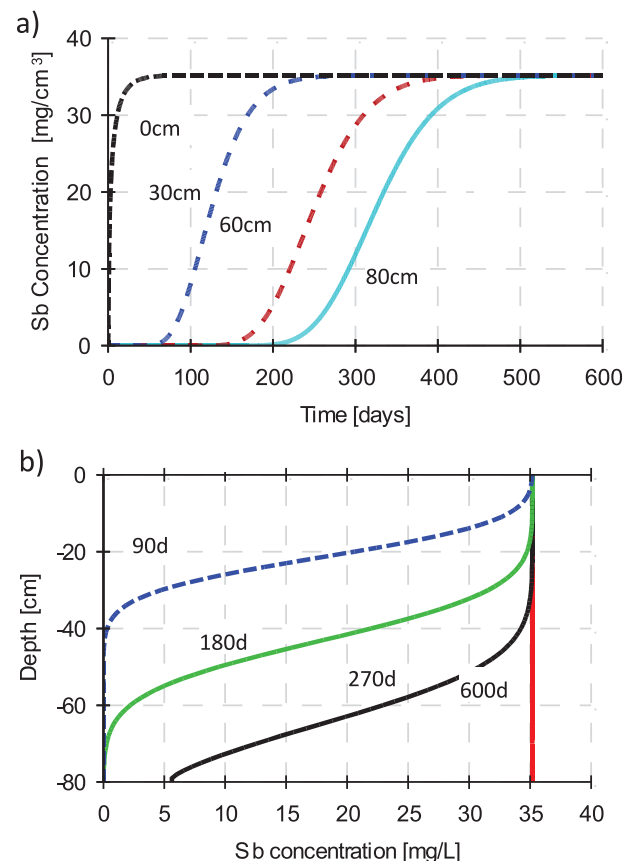 a)
Sb Concentration [mg/cm³]
40
30
20
10
0
0cm
30cm
60cm
80cm
0 100 200 300 400 500 600
Time [days]
b)
Depth [cm]
0
-20
-40
-60
-80
90d
180d
270d
600d
0 5 10 15 20 25 30 35 40
Sb concentration [mg/L]